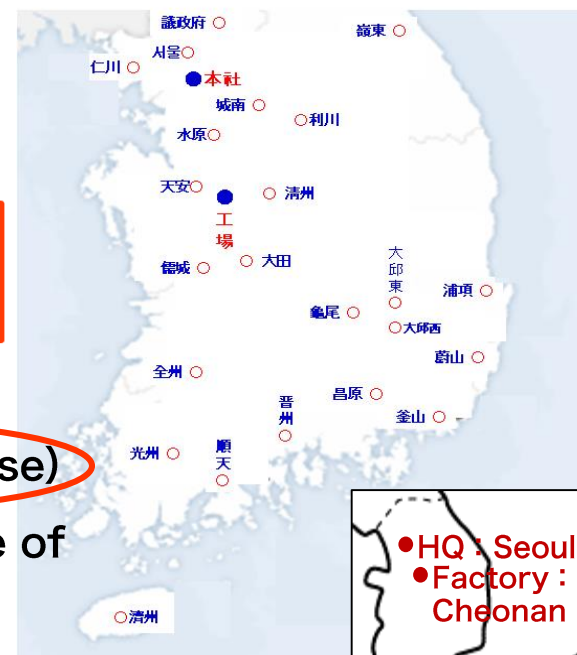 議政府
嶺東
서울
仁川
本社
城南
利川
水原
天安
清州
工
場
儒城
大田
大
邱
東
浦項
龜尾
大邱西
蔚山
全州
昌原
晋
州
釜山
光州
順
天
se)
e of
●HQ：Seoul
●Factory：
Cheonan
清州